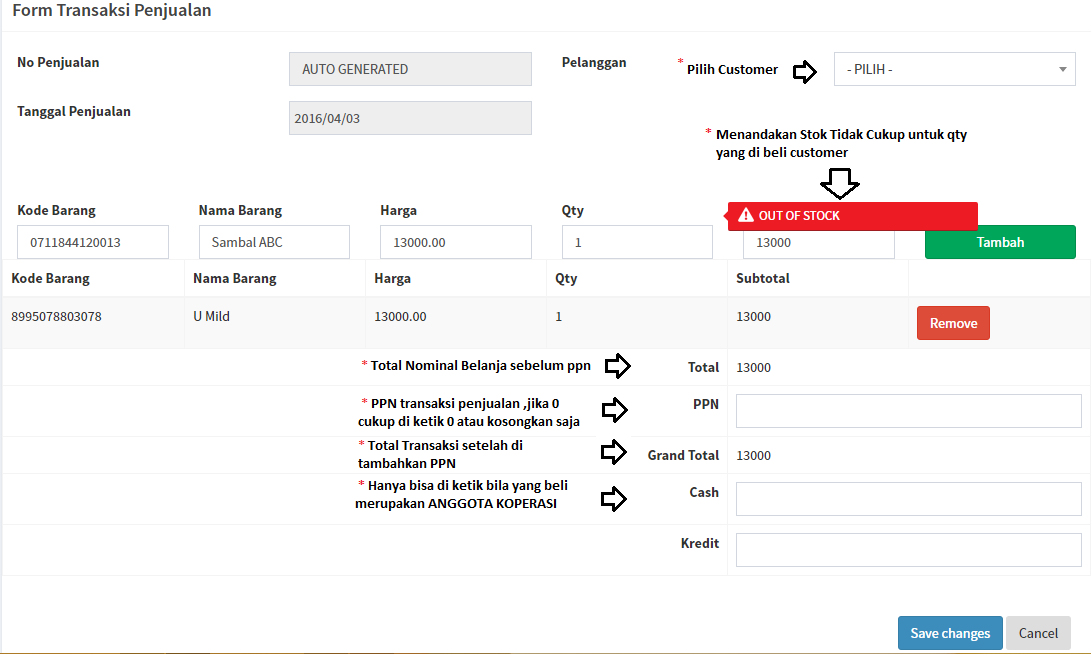 Form Transaksi Penjualan
No Penjualan
AUTO GENERATED
Pelanggan
* Pilih Customer
- PILIH -
Tanggal Penjualan
2016/04/03
* Menandakan Stok Tidak Cukup untuk qty
yang di beli customer
Kode Barang
Nama Barang
Harga
Qty
OUT OF STOCK
0711844120013
Sambal ABC
13000.00
1
13000
Tambah
Kode Barang
Nama Barang
Harga
Qty
Subtotal
8995078803078
U Mild
13000.00
1
13000
Remove
* Total Nominal Belanja sebelum ppn
Total
13000
* PPN transaksi penjualan ,jika 0
cukup di ketik 0 atau kosongkan saja
PPN
* Total Transaksi setelah di
tambahkan PPN
Grand Total
13000
* Hanya bisa di ketik bila yang beli
merupakan ANGGOTA KOPERASI
Cash
Kredit
Save changes
Cancel